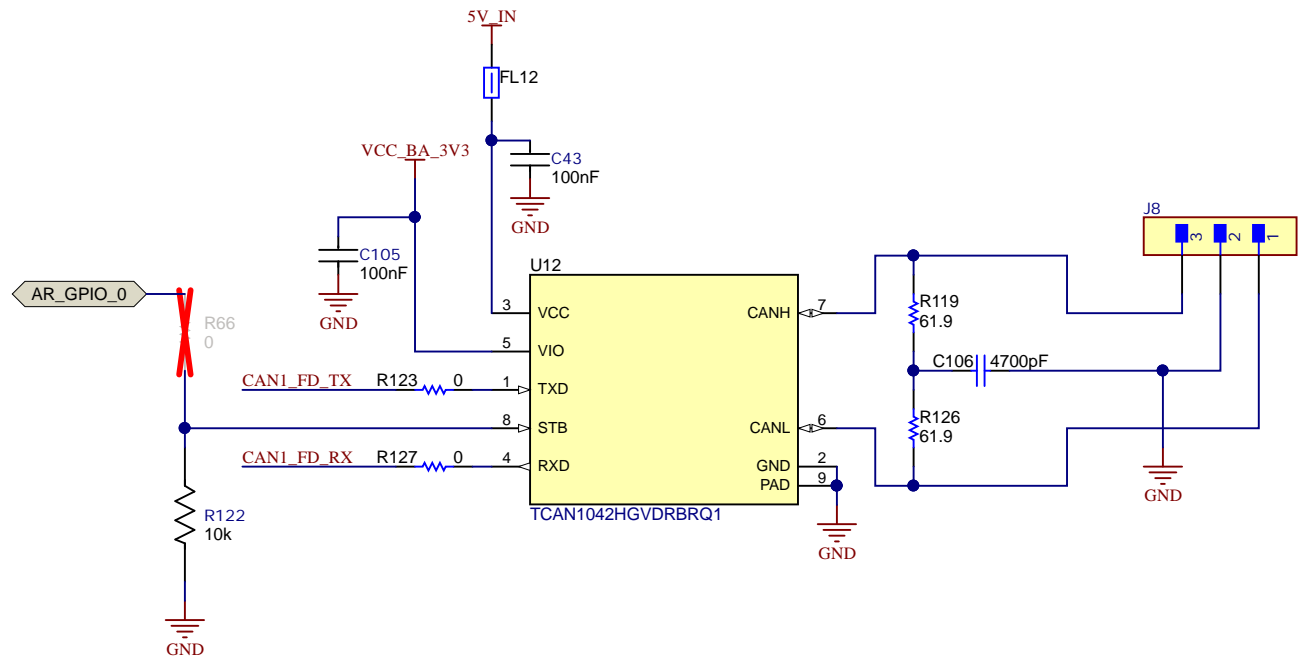 5V_IN
FL12
VCC_BA_3V3
C43
100nF
GND
J8
3
2
1
C105
100nF
GND
U12
AR_GPIO_0
R66
0
3
VCC
CANH
7
R119
61.9
5
VIO
C106
4700pF
CAN1_FD_TX
R123
0
1
TXD
8
STB
CANL
6
R126
61.9
CAN1_FD_RX
R127
0
4
RXD
GND
2
PAD
9
GND
TCAN1042HGVDRBRQ1
R122
10k
GND
GND